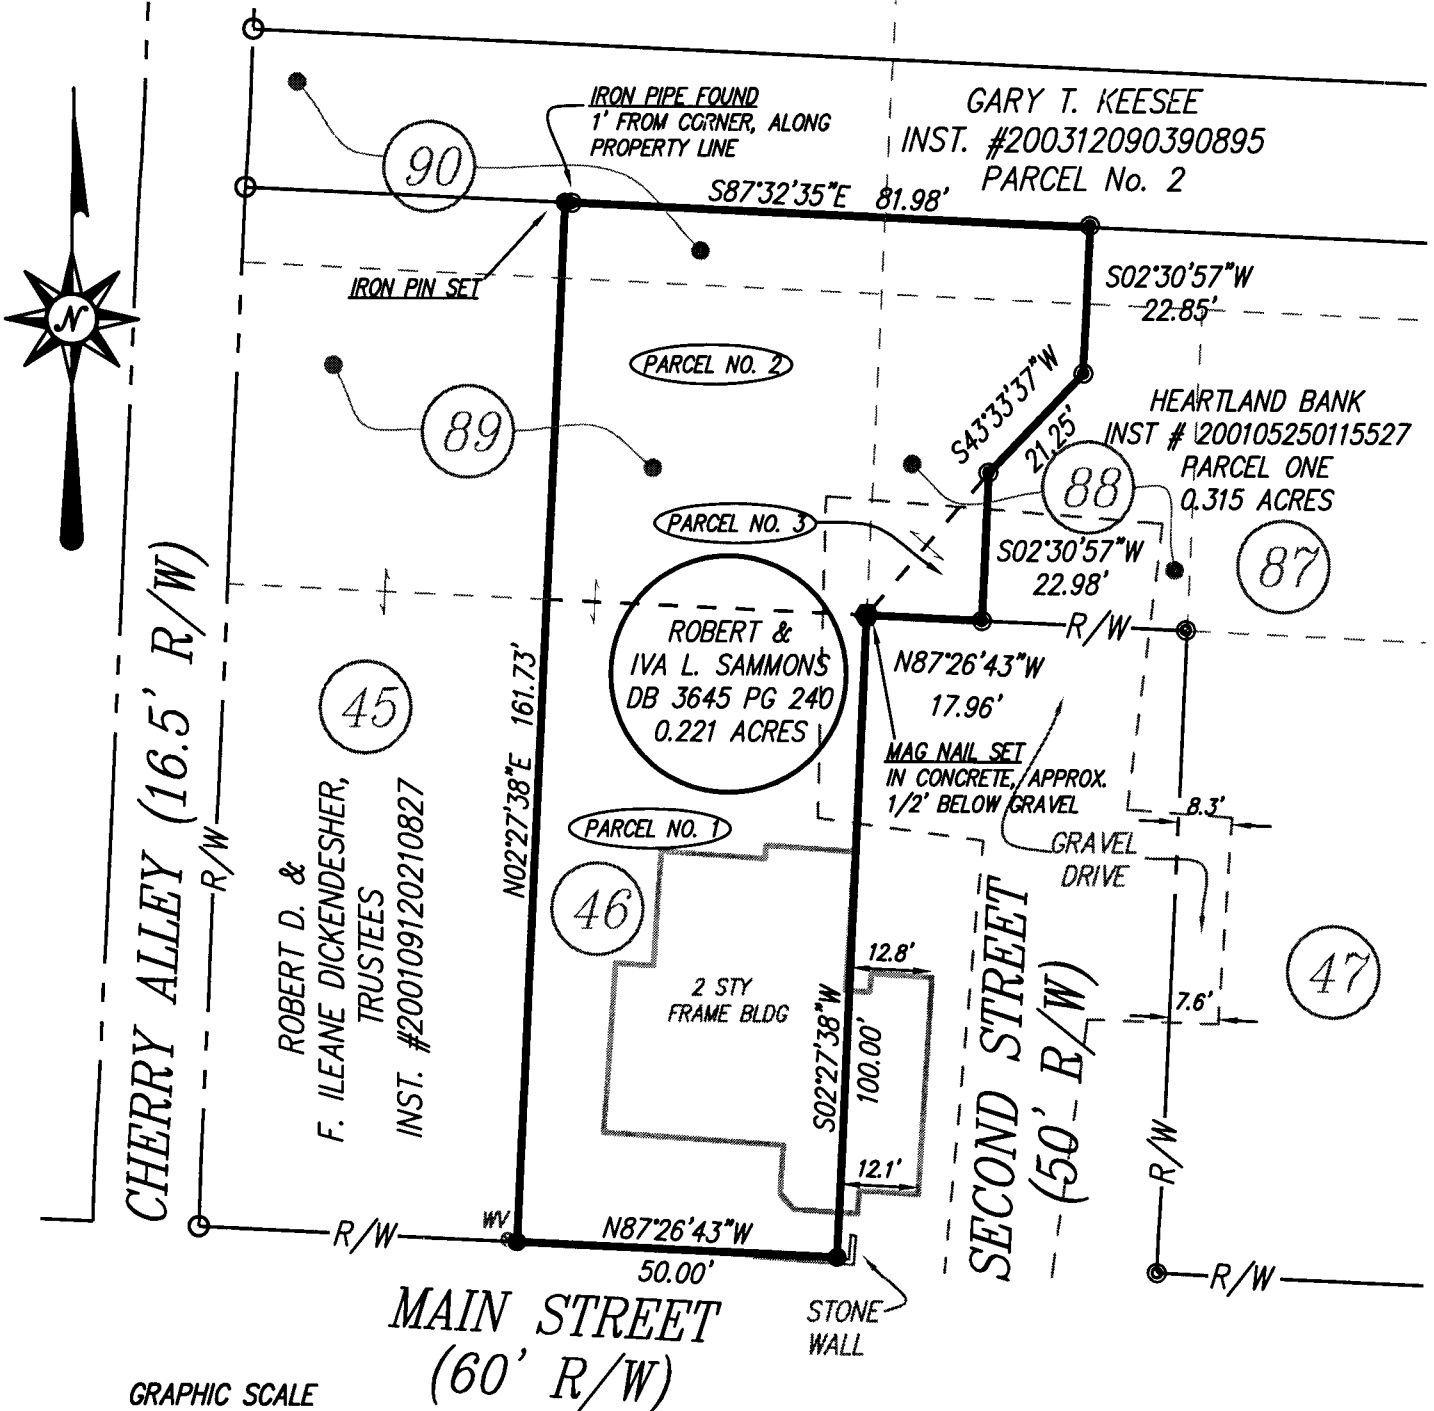 IRON PIPE FOUND
1' FROM CORNER, ALONG
PROPERTY LINE
GARY T. KEESEE
INST. #200312090390895
PARCEL No. 2
90
S87°32'35"E 81.98'
IRON PIN SET
N
S02°30'57"W
22.85'
PARCEL NO. 2
S43°33'37"W
21.25'
HEARTLAND BANK
INST # 200105250115527
PARCEL ONE
0.315 ACRES
89
88
PARCEL NO. 3
S02°30'57"W
22.98'
87
R/W
ROBERT &
IVA L. SAMMONS
DB 3645 PG 240
0.221 ACRES
N87°26'43"W
17.96'
45
N02°27'38"E 161.73'
MAG NAIL SET
IN CONCRETE, APPROX.
1/2' BELOW GRAVEL
8.3'
GRAVEL
DRIVE
PARCEL NO. 1
CHERRY ALLEY (16.5' R/W)
R/W
ROBERT D. &
F. ILEANE DICKENDESHER,
TRUSTEES
INST. #200109120210827
46
12.8'
2 STY
FRAME BLDG
47
7.6'
S02°27'38"W
100.00'
SECOND STREET
(50' R/W)
R/W
12.1'
WV
R/W
N87°26'43"W
50.00'
R/W
MAIN STREET
(60' R/W)
STONE
WALL
GRAPHIC SCALE